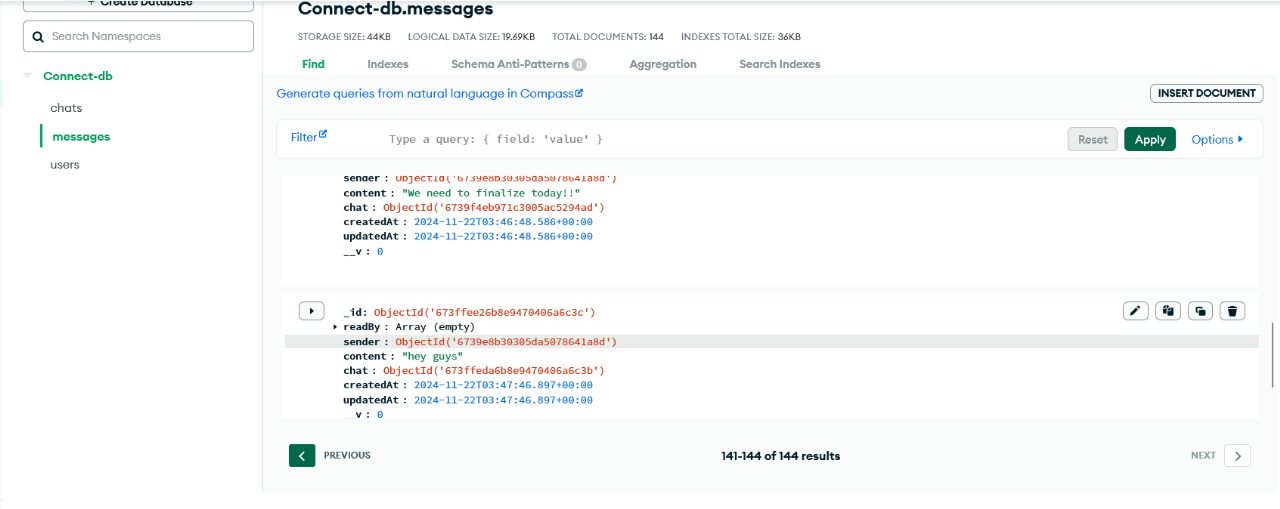 + Create Database
Search Namespaces
Connect-db
chats
messages
users
Connect-db.messages
STORAGE SIZE: 44KB LOGICAL DATA SIZE: 19.69KB TOTAL DOCUMENTS: 144 INDEXES TOTAL SIZE: 36KB
Find Indexes Schema Anti-Patterns 0 Aggregation Search Indexes
Generate queries from natural language in Compass
INSERT DOCUMENT
Filter Type a query: { field: 'value' } Reset Apply Options
sender : ObjectId('6739e8b30305da5078641a8d')
content : "We need to finalize today!!"
chat : ObjectId('6739f4eb971c3005ac5294ad')
createdAt : 2024-11-22T03:46:48.586+00:00
updatedAt : 2024-11-22T03:46:48.586+00:00
__v : 0
_id: ObjectId('673ffee26b8e9470406a6c3c')
readBy : Array (empty)
sender : ObjectId('6739e8b30305da5078641a8d')
content : "hey guys"
chat : ObjectId('673ffeda6b8e9470406a6c3b')
createdAt : 2024-11-22T03:47:46.897+00:00
updatedAt : 2024-11-22T03:47:46.897+00:00
__v : 0
PREVIOUS 141-144 of 144 results NEXT